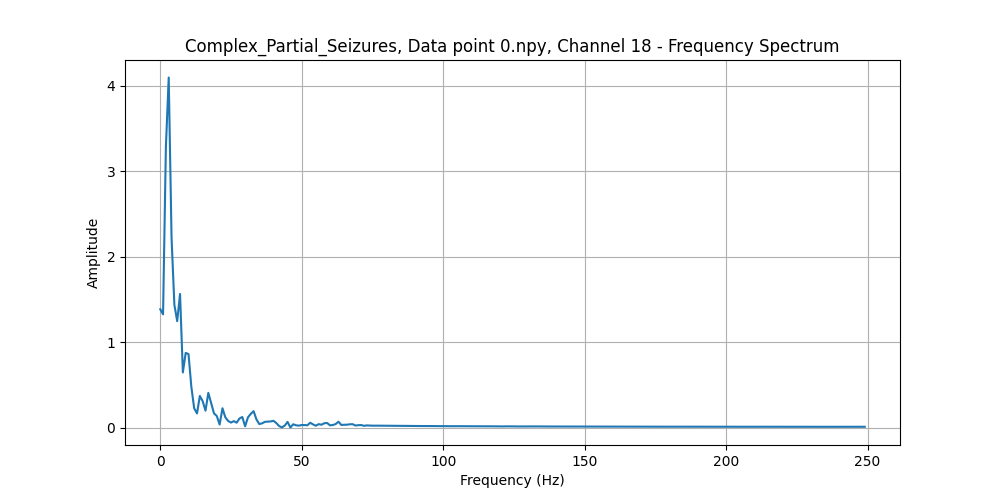 Complex_Partial_Seizures, Data point 0.npy, Channel 18 - Frequency Spectrum
4
3
2
1
0
Amplitude
0 50 100 150 200 250
Frequency (Hz)